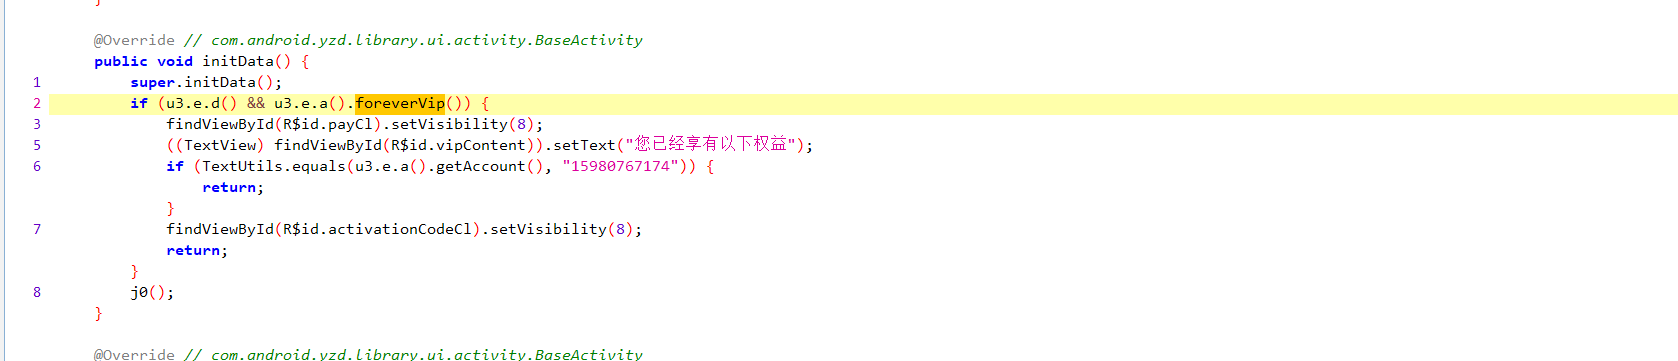 }
@Override // com.android.yzd.library.ui.activity.BaseActivity
public void initData() {
1 super.initData();
2 if (u3.e.d() && u3.e.a().foreverVip()) {
3 findViewById(R$id.payCl).setVisibility(8);
5 ((TextView) findViewById(R$id.vipContent)).setText("您已经享有以下权益");
6 if (TextUtils.equals(u3.e.a().getAccount(), "15980767174")) {
return;
}
7 findViewById(R$id.activationCodeCl).setVisibility(8);
return;
}
8 j0();
}
@Override // com.android.yzd.library.ui.activity.BaseActivity